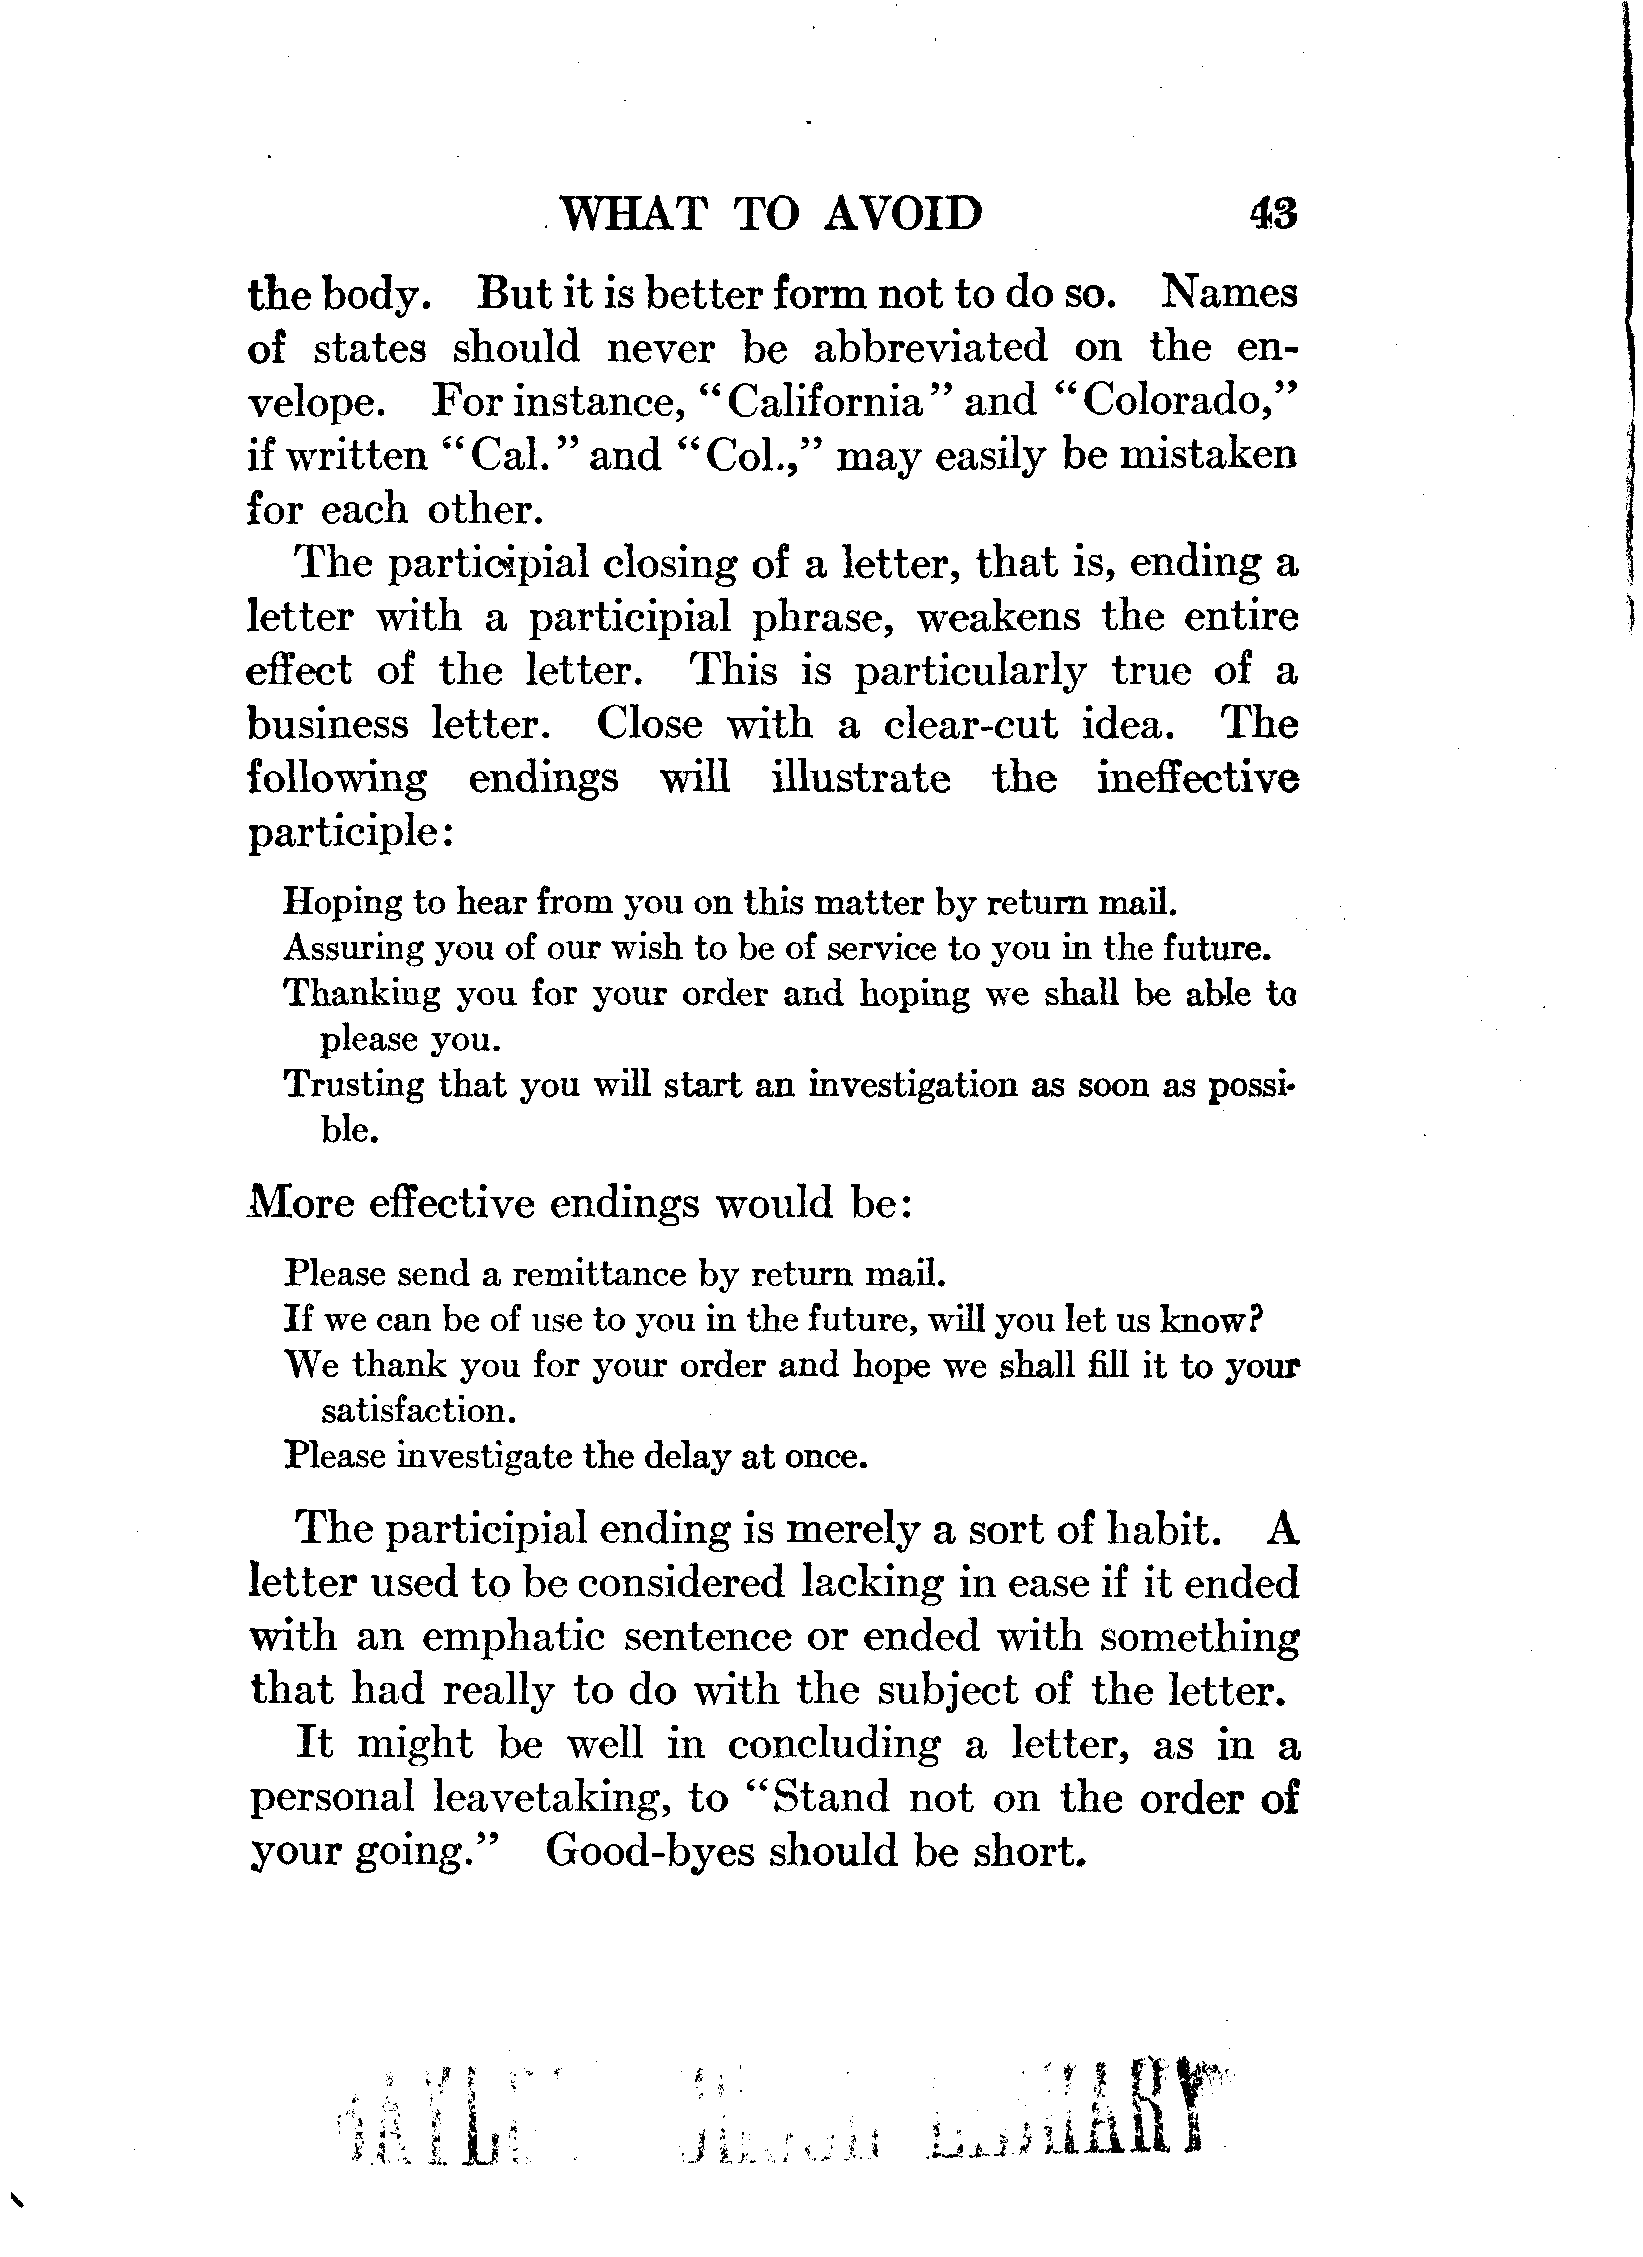 WHAT TO AVOID 43
the body. But it is better form not to do so. Names
of states should never be abbreviated on the en-
velope. For instance, “California” and “Colorado,”
if written “Cal.” and “Col.,” may easily be mistaken
for each other.
The participial closing of a letter, that is, ending a
letter with a participial phrase, weakens the entire
effect of the letter. This is particularly true of a
business letter. Close with a clear-cut idea. The
following endings will illustrate the ineffective
participle:
Hoping to hear from you on this matter by return mail.
Assuring you of our wish to be of service to you in the future.
Thanking you for your order and hoping we shall be able to
please you.
Trusting that you will start an investigation as soon as possi-
ble.
More effective endings would be:
Please send a remittance by return mail.
If we can be of use to you in the future, will you let us know?
We thank you for your order and hope we shall fill it to your
satisfaction.
Please investigate the delay at once.
The participial ending is merely a sort of habit. A
letter used to be considered lacking in ease if it ended
with an emphatic sentence or ended with something
that had really to do with the subject of the letter.
It might be well in concluding a letter, as in a
personal leavetaking, to “Stand not on the order of
your going.” Good-byes should be short.